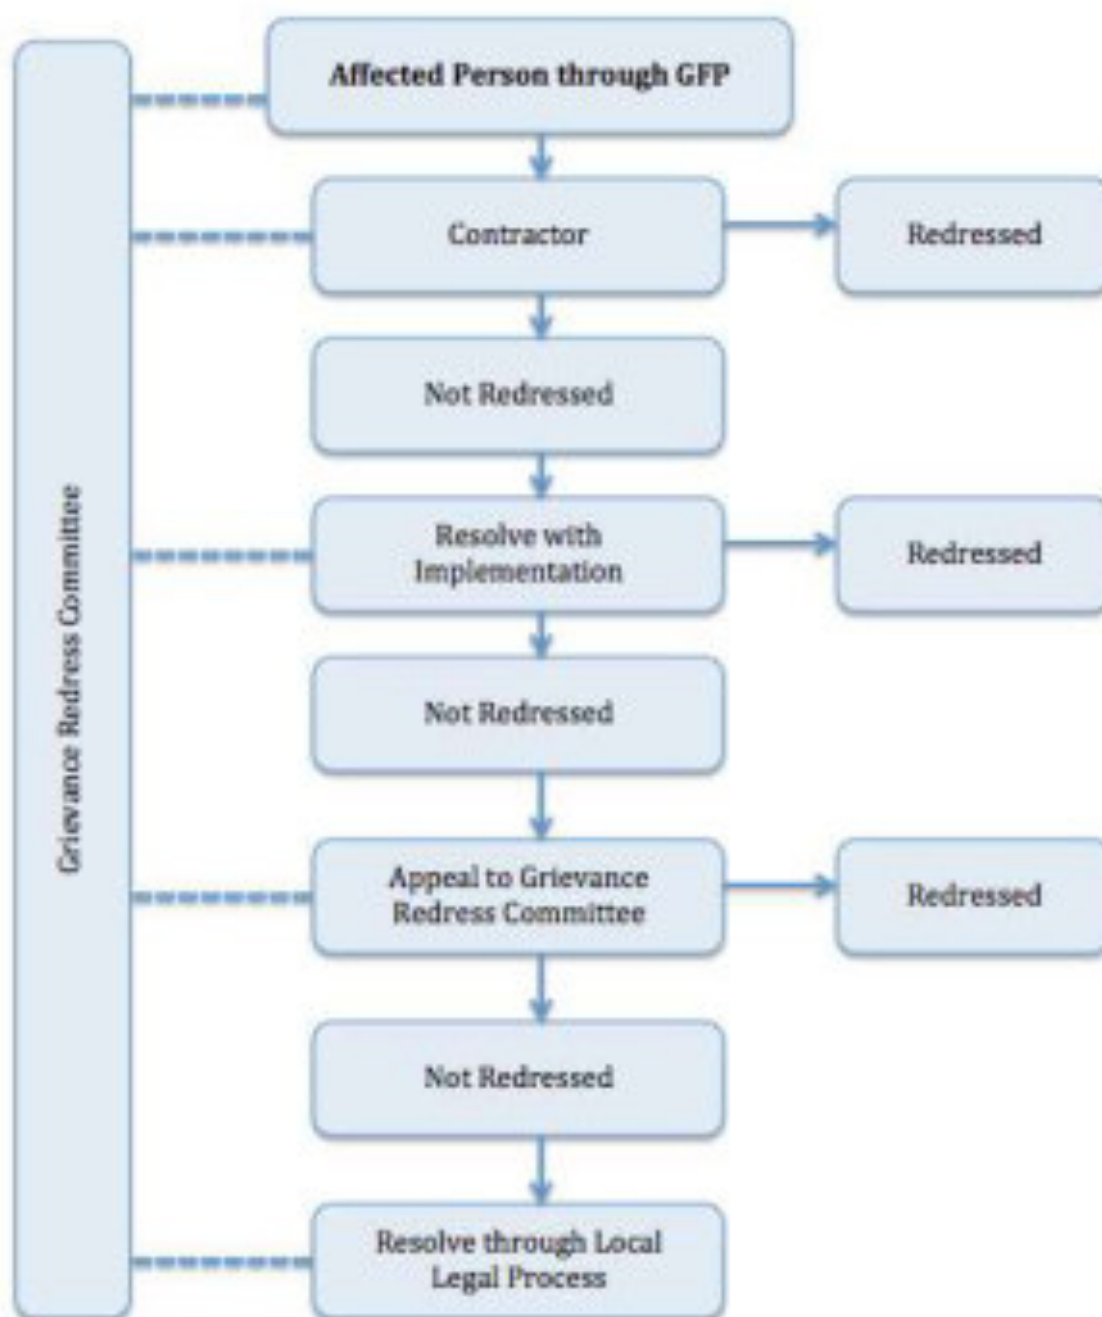 Affected Person through GFP
Contractor
Redressed
Not Redressed
Resolve with
Implementation
Redressed
Not Redressed
Grievance Redress Committee
Appeal to Grievance
Redress Committee
Redressed
Not Redressed
Resolve through Local
Legal Process